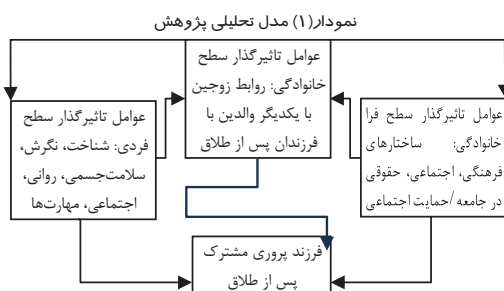 نمودار(۱) مدل تحلیلی پژوهش
عوامل تاثیرگذار سطح
خانوادگی: روابط زوجین
با یکدیگر والدین با
فرزندان پس از طلاق
عوامل تاثیرگذار سطح فرا
خانوادگی: ساختارهای
فرهنگی، اجتماعی، حقوقی
در جامعه /حمایت اجتماعی
عوامل تاثیرگذار سطح
فردی: شناخت، نگرش،
سلامت‌جسمی، روانی،
اجتماعی، مهارت‌ها
فرزند پروری مشترک
پس از طلاق